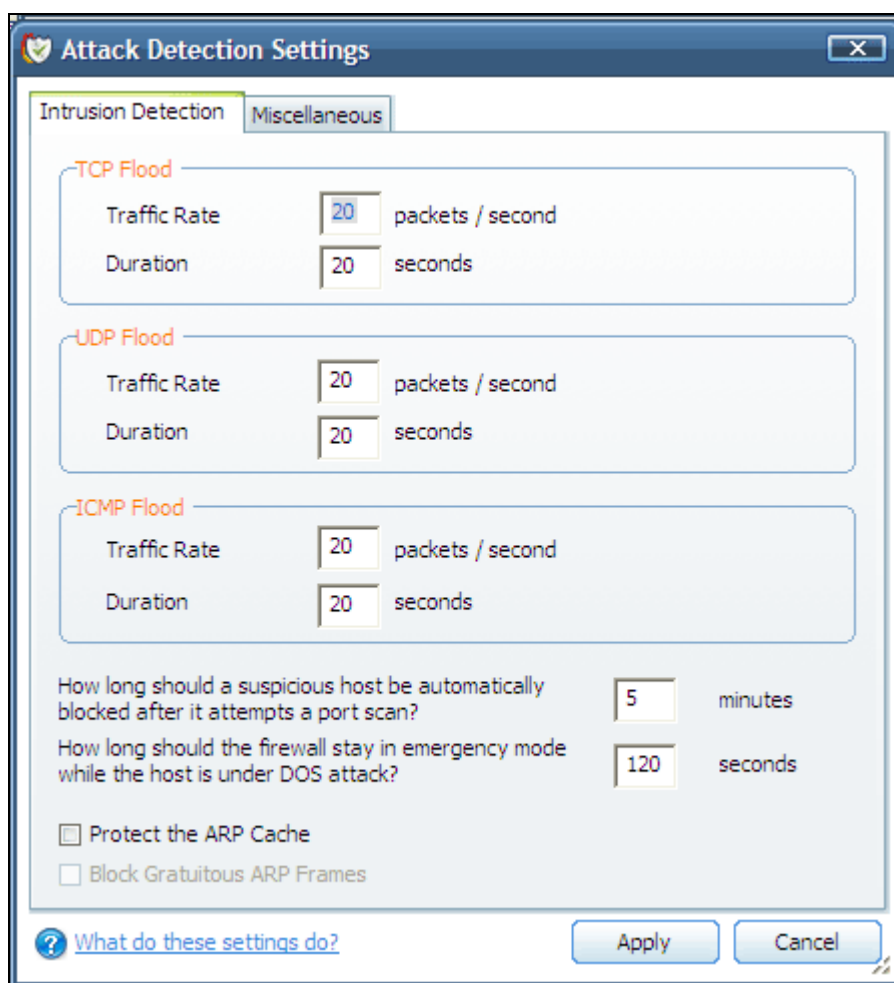 Attack Detection Settings
Intrusion Detection
Miscellaneous
TCP Flood
Traffic Rate 20 packets / second
Duration 20 seconds
UDP Flood
Traffic Rate 20 packets / second
Duration 20 seconds
ICMP Flood
Traffic Rate 20 packets / second
Duration 20 seconds
How long should a suspicious host be automatically
blocked after it attempts a port scan? 5 minutes
How long should the firewall stay in emergency mode
while the host is under DOS attack? 120 seconds
Protect the ARP Cache
Block Gratuitous ARP Frames
What do these settings do?
Apply
Cancel